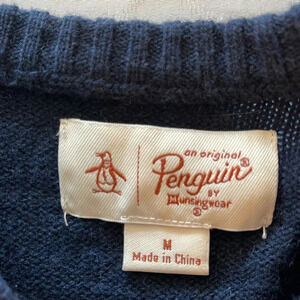 an original
Penguin®
BY
Munsingwear
®
M
Made in China